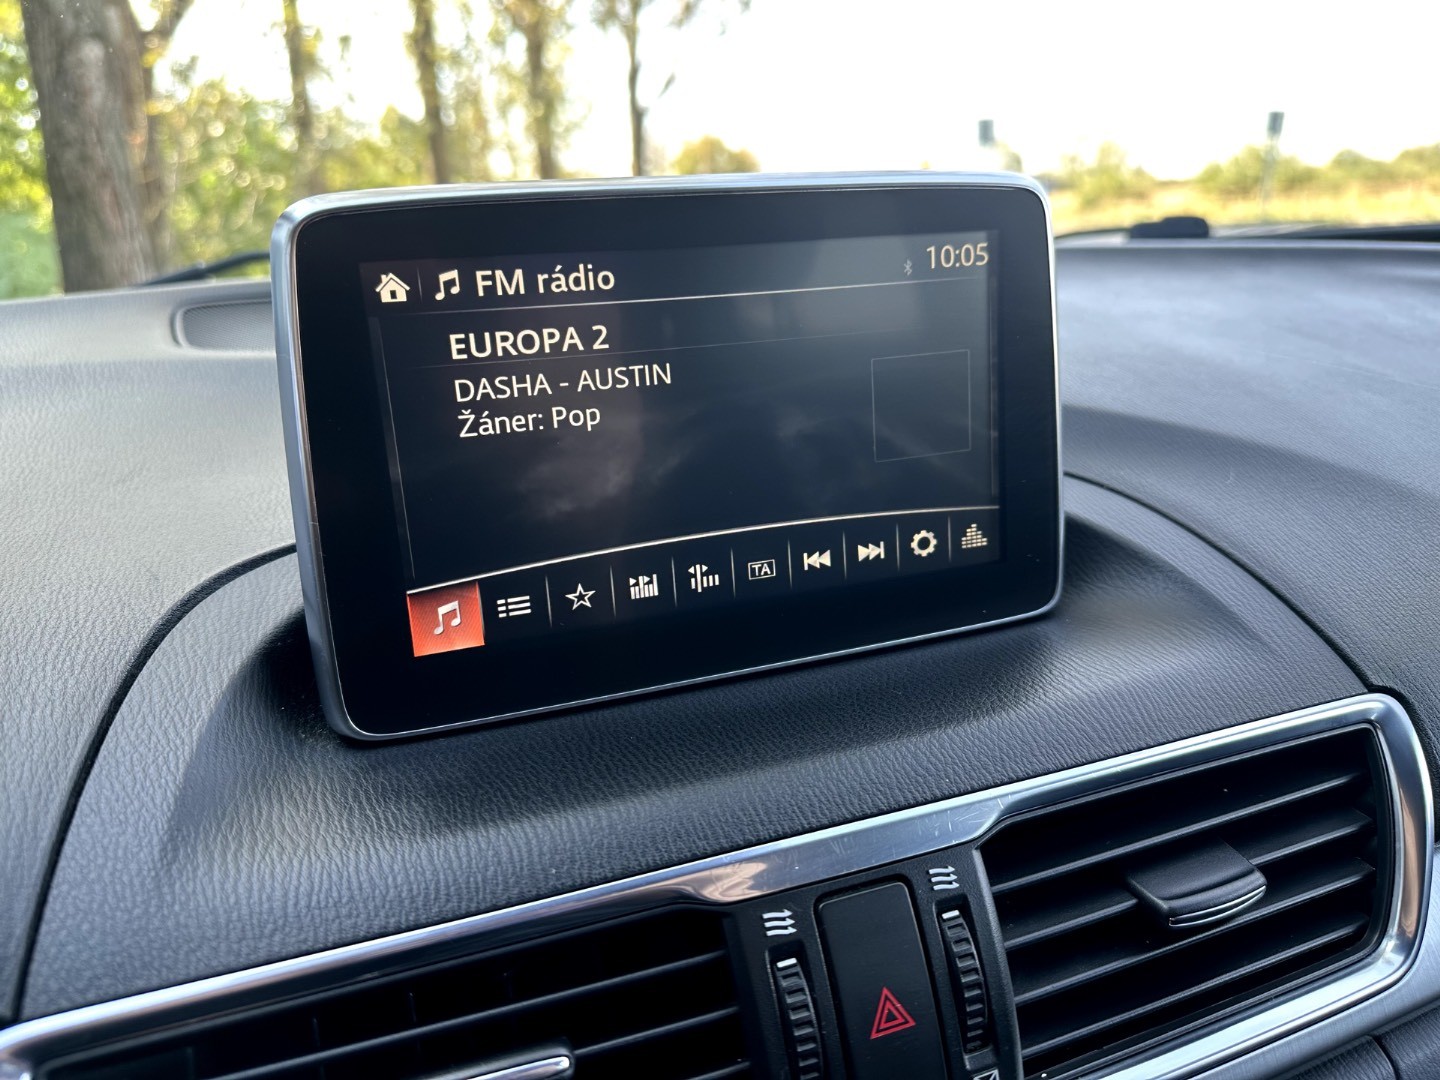 FM rádio
10:05
EUROPA 2
DASHA - AUSTIN
Žáner: Pop
TA